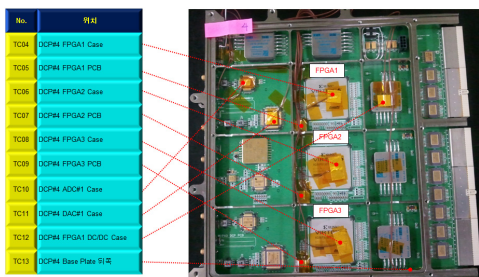 No. 위치
TC04 DCP#4 FPGA1 Case
TC05 DCP#4 FPGA1 PCB
TC06 DCP#4 FPGA2 Case
TC07 DCP#4 FPGA2 PCB
TC08 DCP#4 FPGA3 Case
TC09 DCP#4 FPGA3 PCB
TC10 DCP#4 ADC#1 Case
TC11 DCP#4 DAC#1 Case
TC12 DCP#4 FPGA1 DC/DC Case
TC13 DCP#4 Base Plate 뒤쪽
4
FPGA1
FPGA2
FPGA3